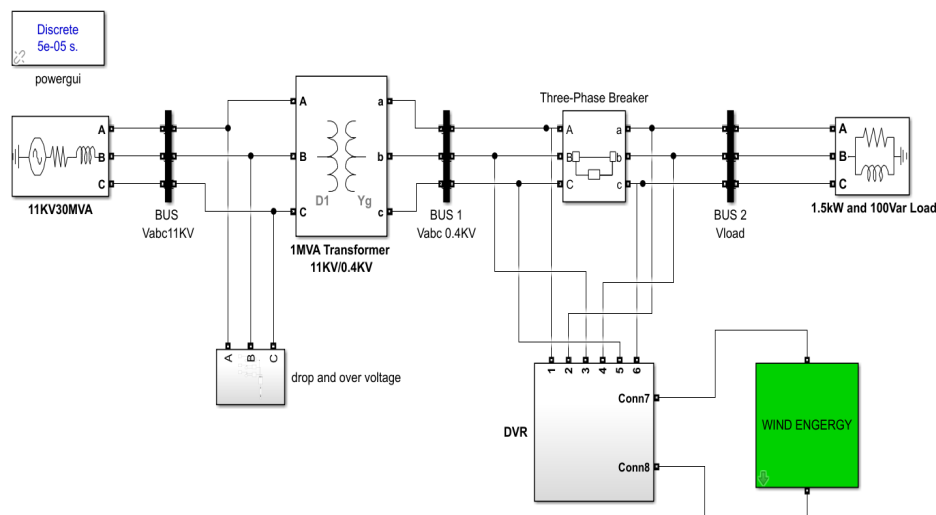 Discrete
5e-05 s.
powergui
A
B
C
11KV30MVA
BUS
Vabc11KV
A
B
C
a
b
c
D1
Yg
1MVA Transformer
11KV/0.4KV
BUS 1
Vabc 0.4KV
Three-Phase Breaker
A
B
C
a
b
c
BUS 2
Vload
A
B
C
1.5kW and 100Var Load
A
B
C
drop and over voltage
1
2
3
4
5
6
DVR
Conn7
Conn8
WIND ENGERGY